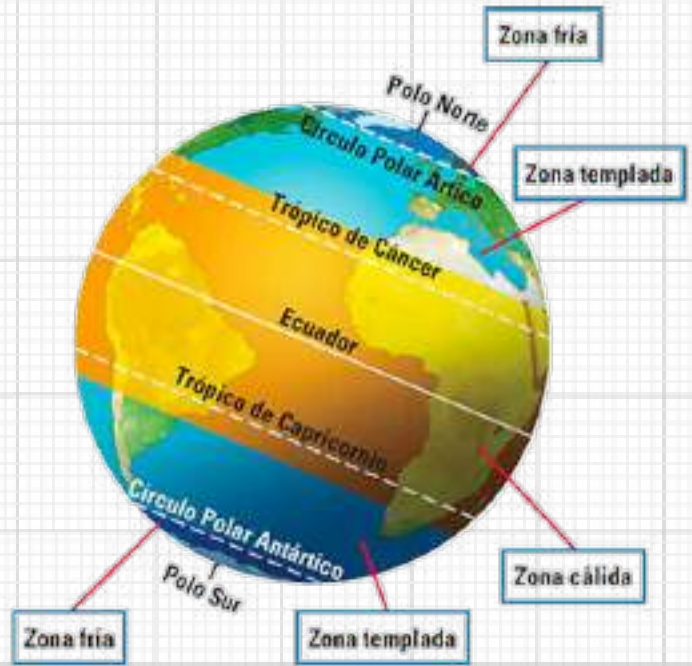 Zona fría
Polo Norte
Círculo Polar Ártico
Zona templada
Trópico de Cáncer
Ecuador
Trópico de Capricornio
Círculo Polar Antártico
Polo Sur
Zona cálida
Zona fría
Zona templada